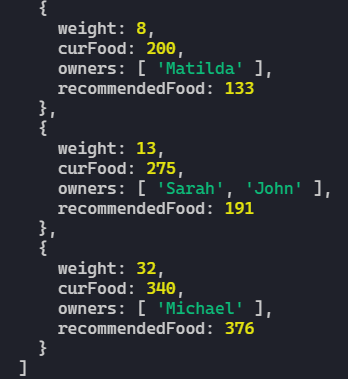 {
weight: 8,
curFood: 200,
owners: [ 'Matilda' ],
recommendedFood: 133
},
{
weight: 13,
curFood: 275,
owners: [ 'Sarah', 'John' ],
recommendedFood: 191
},
{
weight: 32,
curFood: 340,
owners: [ 'Michael' ],
recommendedFood: 376
}
]